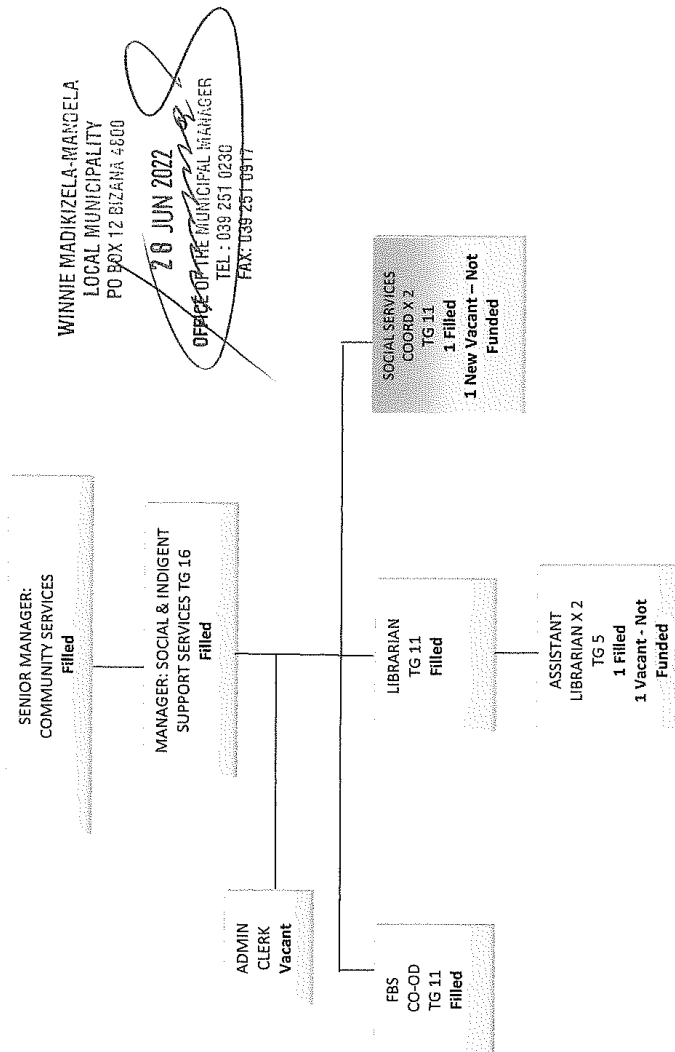 SENIOR MANAGER:
COMMUNITY SERVICES
Filled
MANAGER: SOCIAL & INDIGENT
SUPPORT SERVICES TG 16
Filled
ADMIN
CLERK
Vacant
FBS
CO-OD
TG 11
Filled
LIBRARIAN
TG 11
Filled
SOCIAL SERVICES
COORD X 2
TG 11
1 Filled
1 New Vacant – Not
Funded
ASSISTANT
LIBRARIAN X 2
TG 5
1 Filled
1 Vacant - Not
Funded
WINNIE MADIKIZELA-MANDELA
LOCAL MUNICIPALITY
PO BOX 12 BIZANA 4800
28 JUN 2022
OFFICE OF THE MUNICIPAL MANAGER
TEL : 039 251 0230
FAX: 039 251 0917